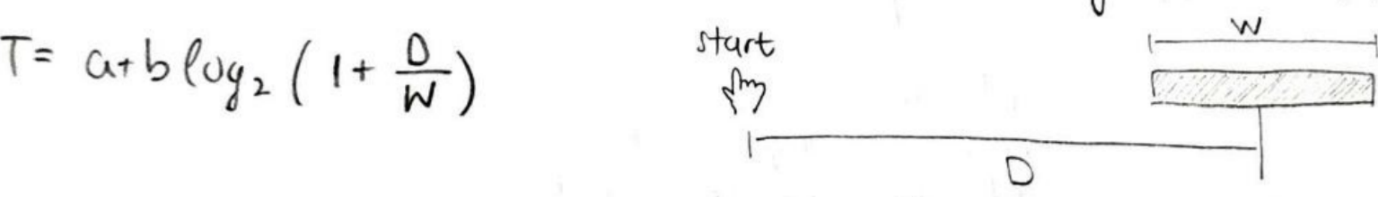 T = a+b log₂ (1 + D/W)
start
W
D